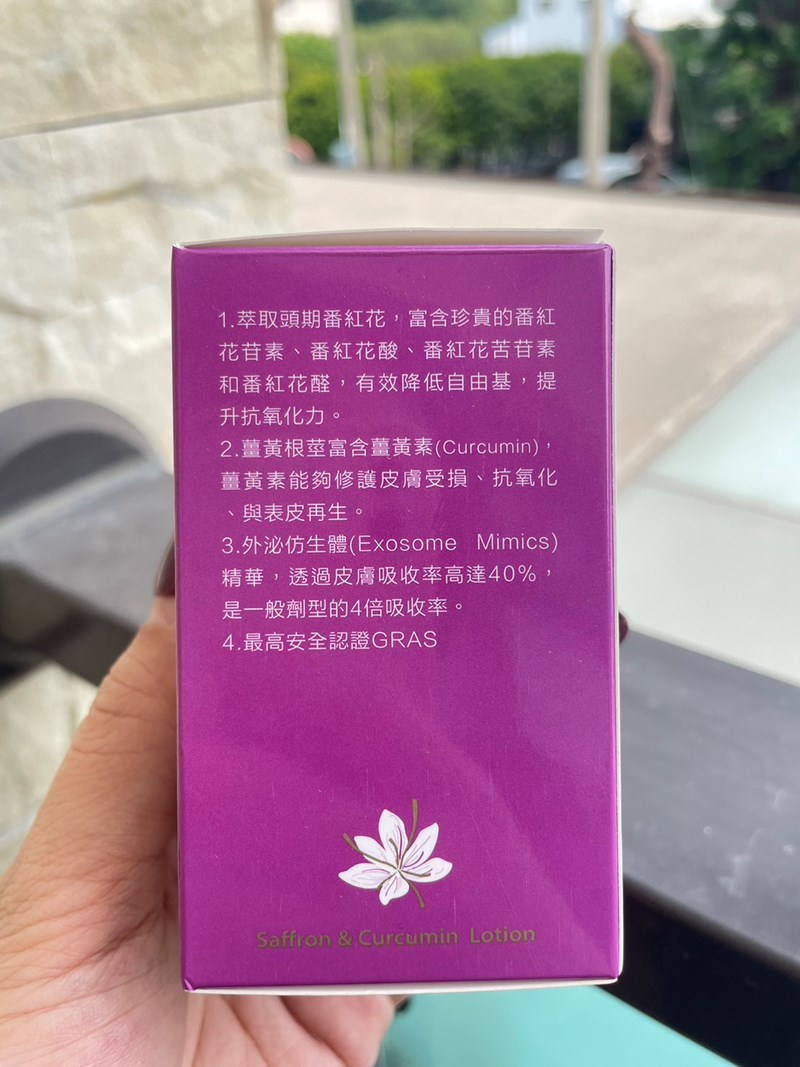 1.萃取頭期番紅花，富含珍貴的番紅
花苷素、番紅花酸、番紅花苦苷素
和番紅花醛，有效降低自由基，提
升抗氧化力。
2.薑黃根莖富含薑黃素(Curcumin)，
薑黃素能夠修護皮膚受損、抗氧化
、與表皮再生。
3.外泌仿生體(Exosome Mimics)
精華，透過皮膚吸收率高達40%，
是一般劑型的4倍吸收率。
4.最高安全認證GRAS
Saffron & Curcumin Lotion